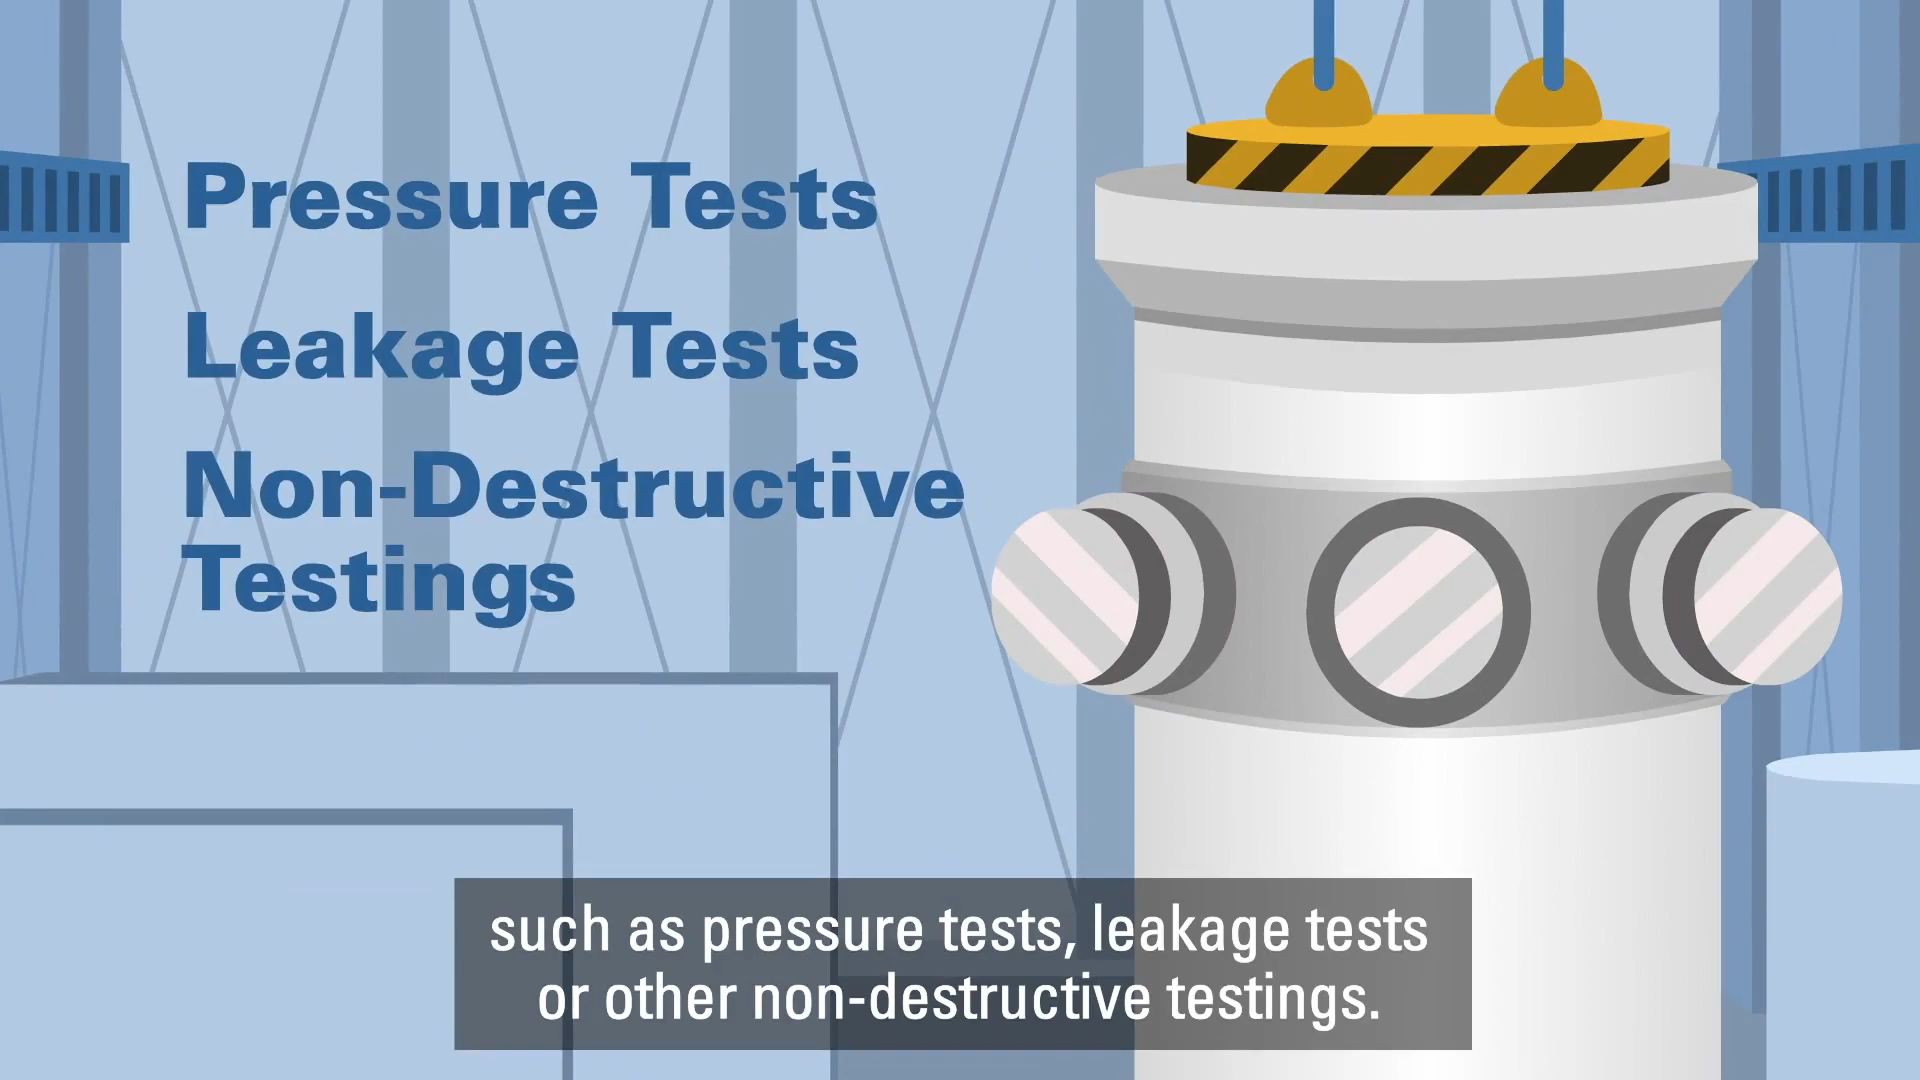 Pressure Tests
Leakage Tests
Non-Destructive
Testings
such as pressure tests, leakage tests
or other non-destructive testings.